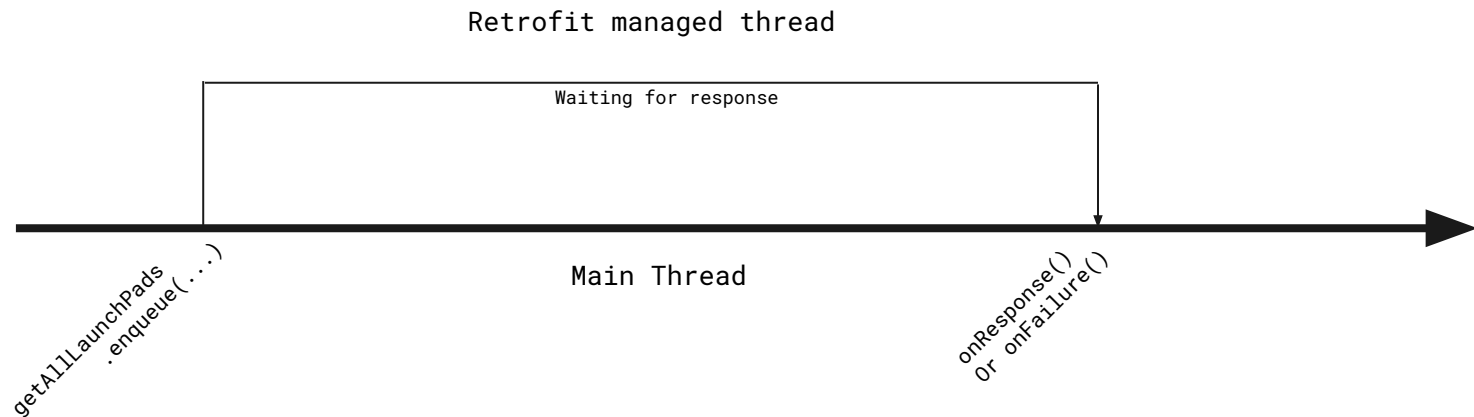 Retrofit managed thread
Waiting for response
getAllLaunchPads
.enqueue(...)
Main Thread
onResponse()
Or onFailure()